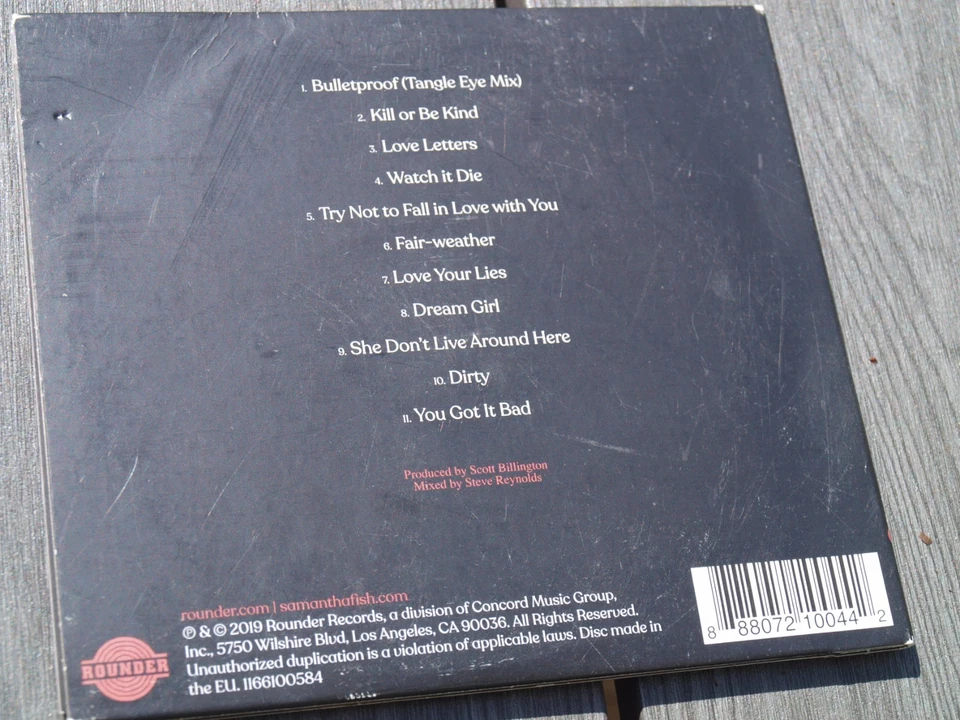 1. Bulletproof (Tangle Eye Mix)
2. Kill or Be Kind
3. Love Letters
4. Watch it Die
5. Try Not to Fall in Love with You
6. Fair-weather
7. Love Your Lies
8. Dream Girl
9. She Don't Live Around Here
10. Dirty
11. You Got It Bad
Produced by Scott Billington
Mixed by Steve Reynolds
rounder.com | samanthafish.com
℗ & © 2019 Rounder Records, a division of Concord Music Group,
Inc., 5750 Wilshire Blvd, Los Angeles, CA 90036. All Rights Reserved.
Unauthorized duplication is a violation of applicable laws. Disc made in
the EU. 1166100584
ROUNDER
8 88072 10044 2